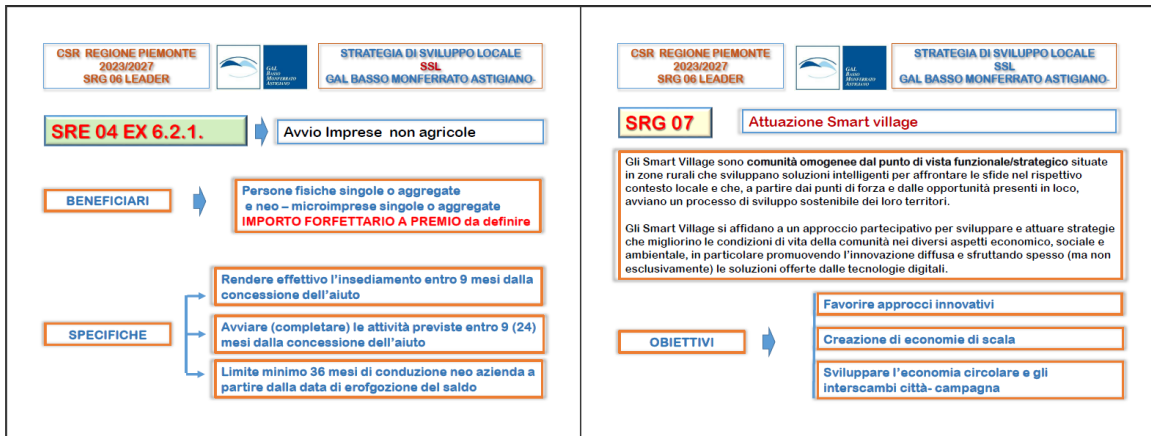 CSR REGIONE PIEMONTE
2023/2027
SRG 06 LEADER
GAL
BASSO
MONFERRATO
ASTIGIANO
STRATEGIA DI SVILUPPO LOCALE
SSL
GAL BASSO MONFERRATO ASTIGIANO-
SRE 04 EX 6.2.1.
Avvio Imprese non agricole
BENEFICIARI
Persone fisiche singole o aggregate
e neo – microimprese singole o aggregate
IMPORTO FORFETTARIO A PREMIO da definire
SPECIFICHE
Rendere effettivo l'insediamento entro 9 mesi dalla
concessione dell'aiuto
Avviare (completare) le attività previste entro 9 (24)
mesi dalla concessione dell'aiuto
Limite minimo 36 mesi di conduzione neo azienda a
partire dalla data di erofgozione del saldo
CSR REGIONE PIEMONTE
2023/2027
SRG 06 LEADER
GAL
BASSO
MONFERRATO
ASTIGIANO
STRATEGIA DI SVILUPPO LOCALE
SSL
GAL BASSO MONFERRATO ASTIGIANO-
SRG 07
Attuazione Smart village
Gli Smart Village sono comunità omogenee dal punto di vista funzionale/strategico situate
in zone rurali che sviluppano soluzioni intelligenti per affrontare le sfide nel rispettivo
contesto locale e che, a partire dai punti di forza e dalle opportunità presenti in loco,
avviano un processo di sviluppo sostenibile dei loro territori.
Gli Smart Village si affidano a un approccio partecipativo per sviluppare e attuare strategie
che migliorino le condizioni di vita della comunità nei diversi aspetti economico, sociale e
ambientale, in particolare promuovendo l'innovazione diffusa e sfruttando spesso (ma non
esclusivamente) le soluzioni offerte dalle tecnologie digitali.
OBIETTIVI
Favorire approcci innovativi
Creazione di economie di scala
Sviluppare l'economia circolare e gli
interscambi città- campagna